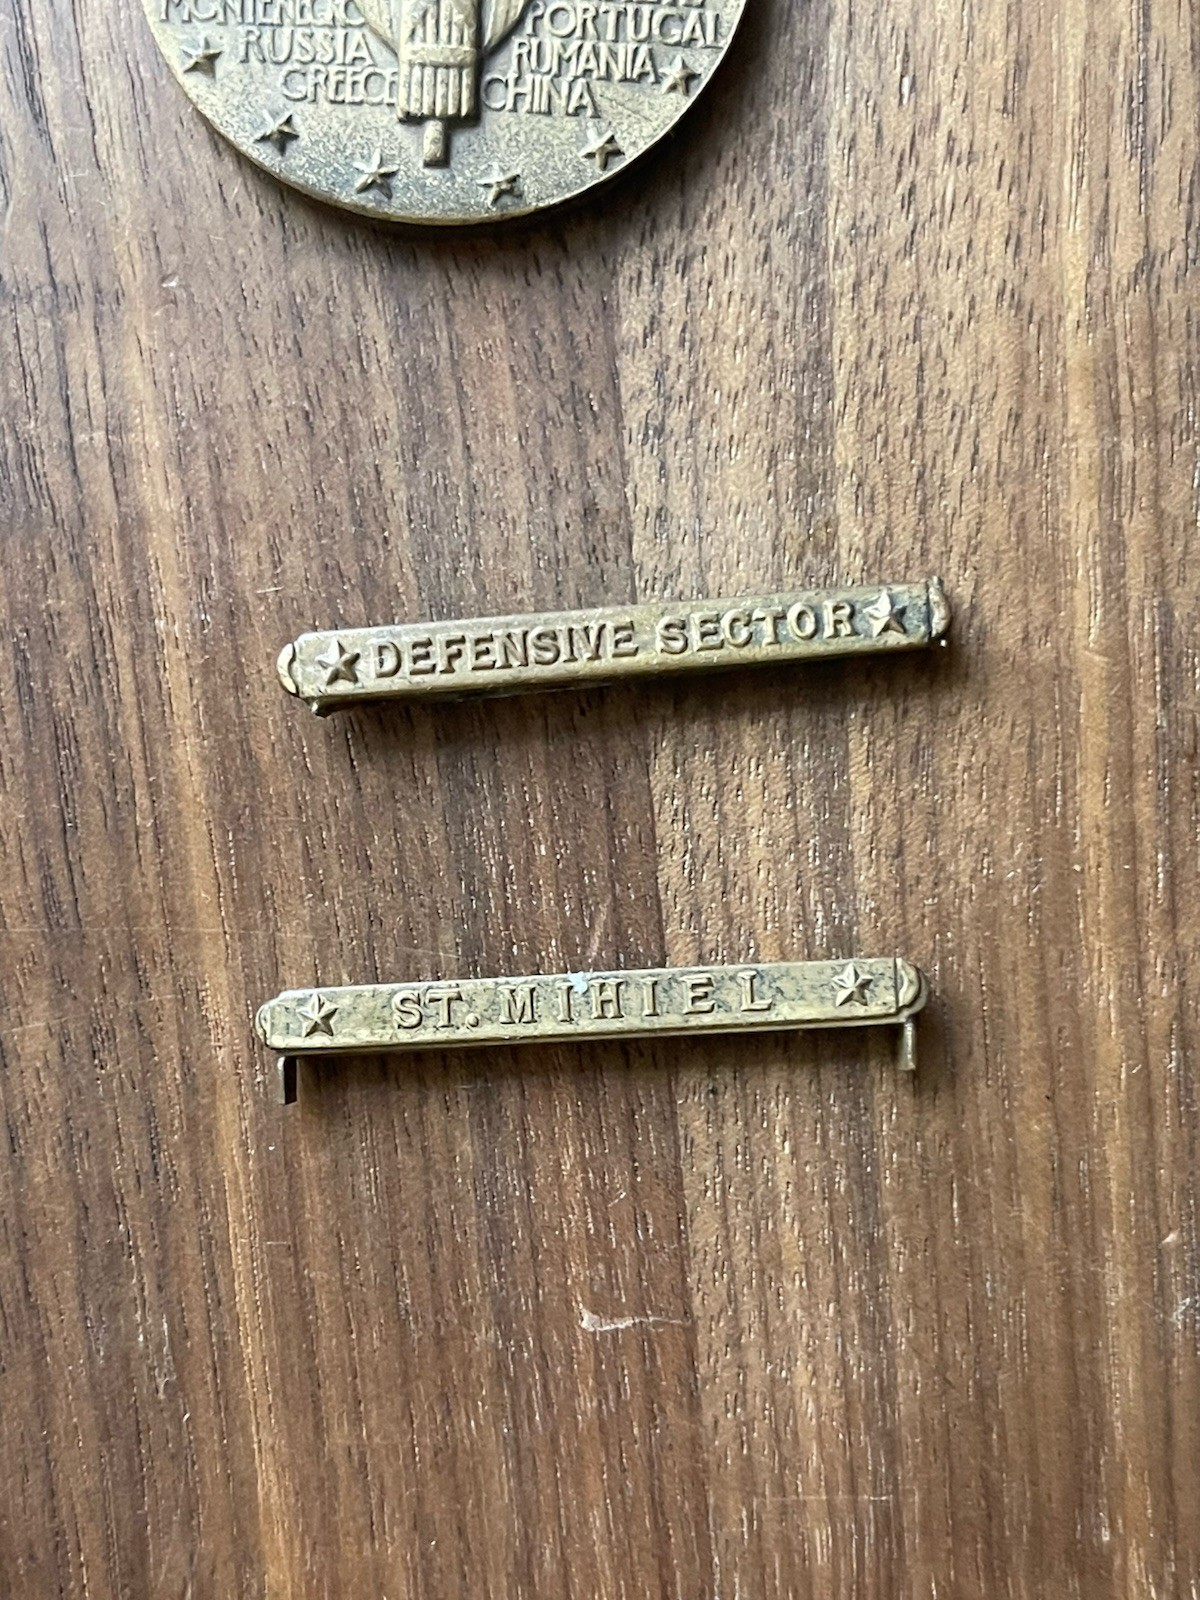 MONTENEGRO PORTUGAL
RUSSIA RUMANIA
GREECE CHINA
DEFENSIVE SECTOR
ST. MIHIEL